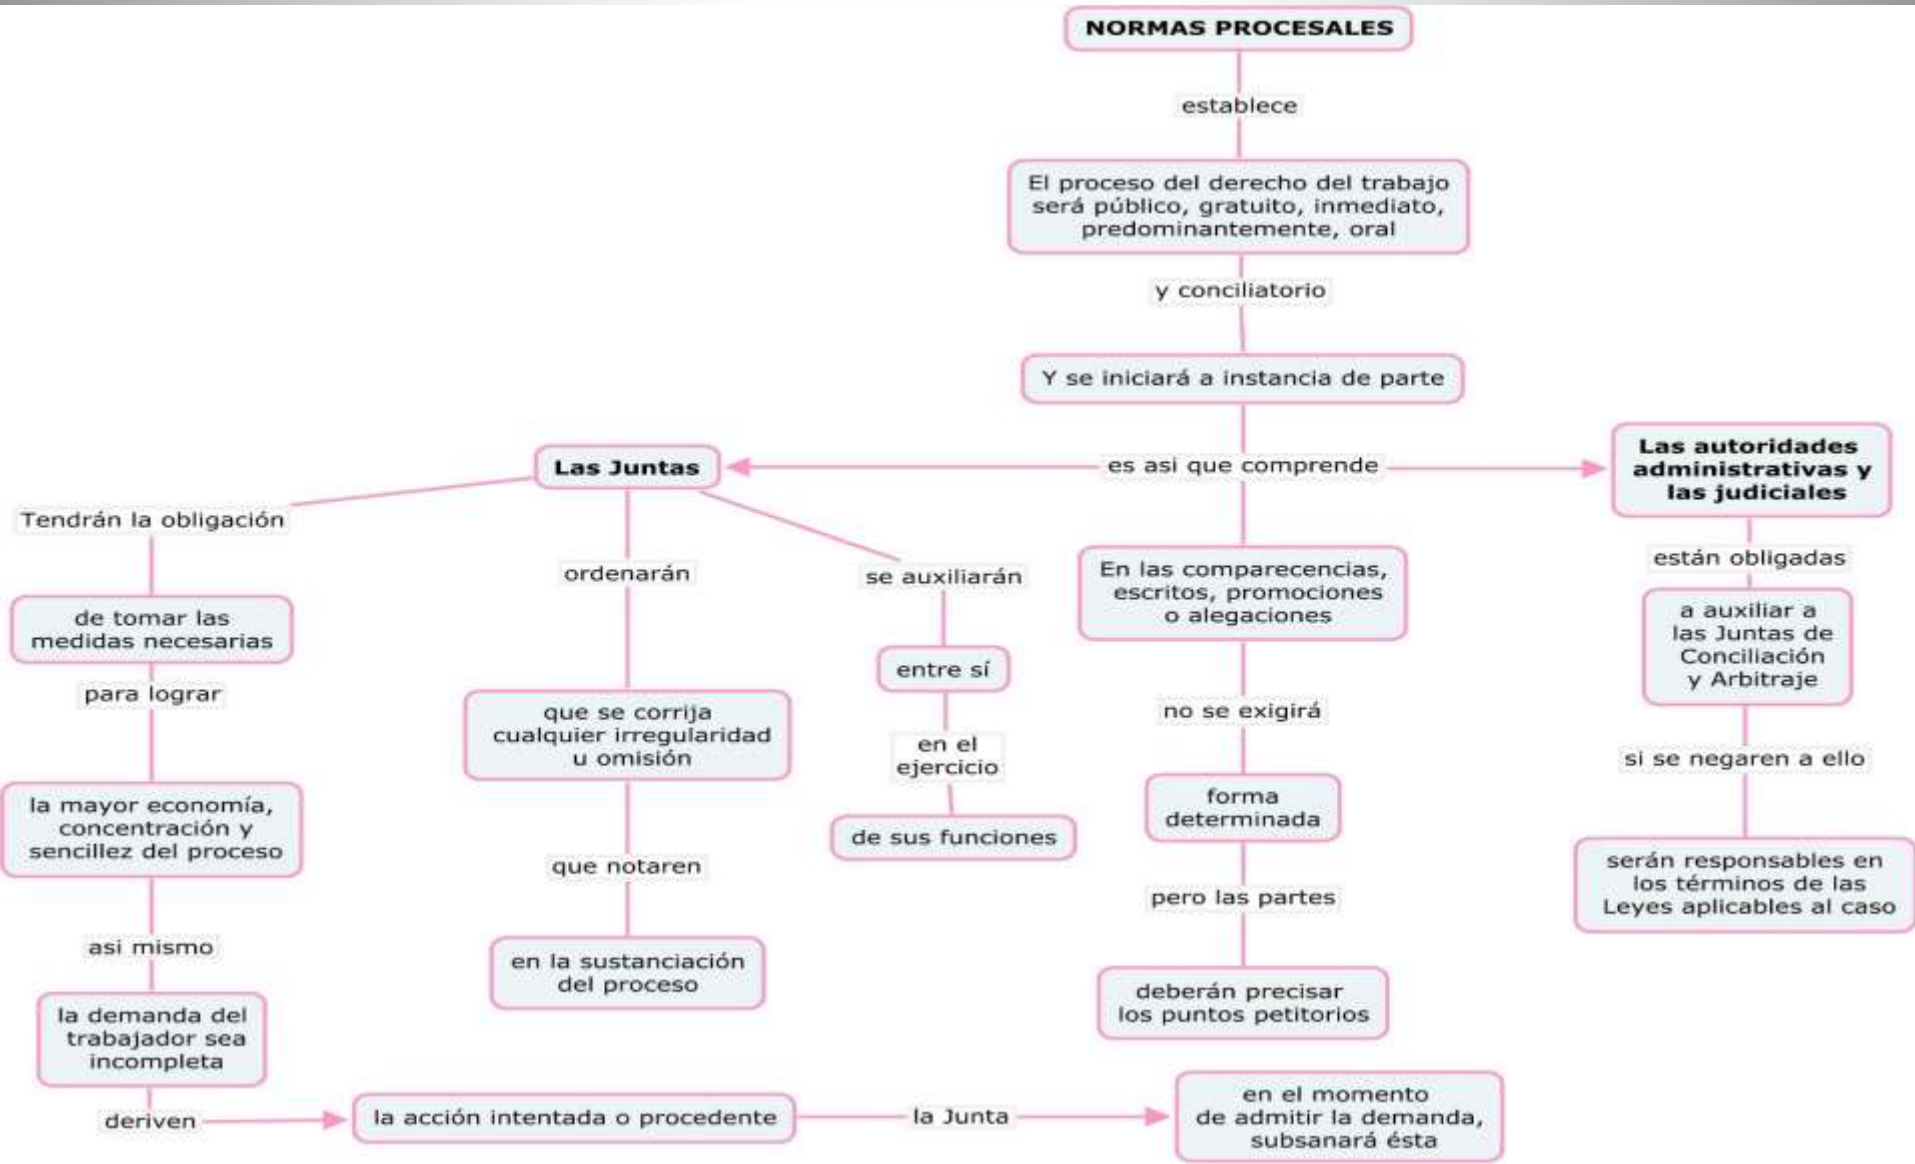 NORMAS PROCESALES
establece
El proceso del derecho del trabajo
será público, gratuito, inmediato,
predominantemente, oral
y conciliatorio
Y se iniciará a instancia de parte
es asi que comprende
Las Juntas
Tendrán la obligación
de tomar las
medidas necesarias
para lograr
la mayor economía,
concentración y
sencillez del proceso
asi mismo
la demanda del
trabajador sea
incompleta
deriven
la acción intentada o procedente
la Junta
en el momento
de admitir la demanda,
subsanará ésta
ordenarán
que se corrija
cualquier irregularidad
u omisión
que notaren
en la sustanciación
del proceso
se auxiliarán
entre sí
en el
ejercicio
de sus funciones
En las comparecencias,
escritos, promociones
o alegaciones
no se exigirá
forma
determinada
pero las partes
deberán precisar
los puntos petitorios
Las autoridades
administrativas y
las judiciales
están obligadas
a auxiliar a
las Juntas de
Conciliación
y Arbitraje
si se negaren a ello
serán responsables en
los términos de las
Leyes aplicables al caso